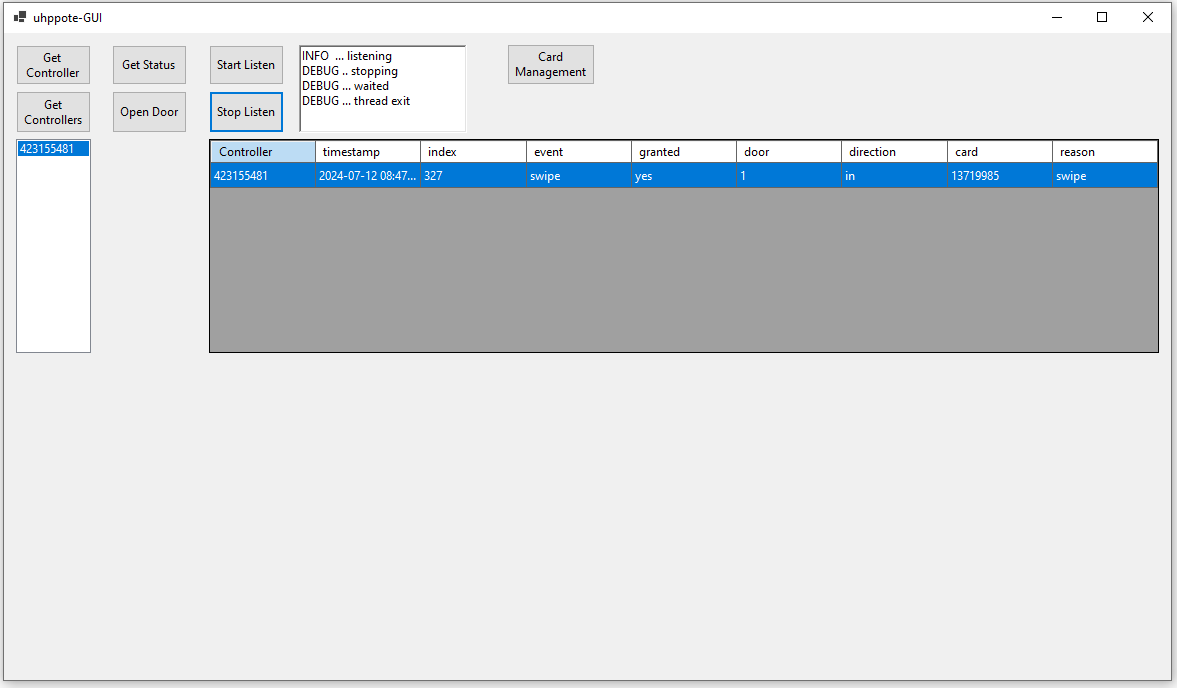 uhppote-GUI
Get Controller
Get Status
Start Listen
INFO  ... listening
DEBUG .. stopping
DEBUG ... waited
DEBUG ... thread exit
Card Management
Get Controllers
Open Door
Stop Listen
423155481
Controller timestamp index event granted door direction card reason
423155481 2024-07-12 08:47... 327 swipe yes 1 in 13719985 swipe